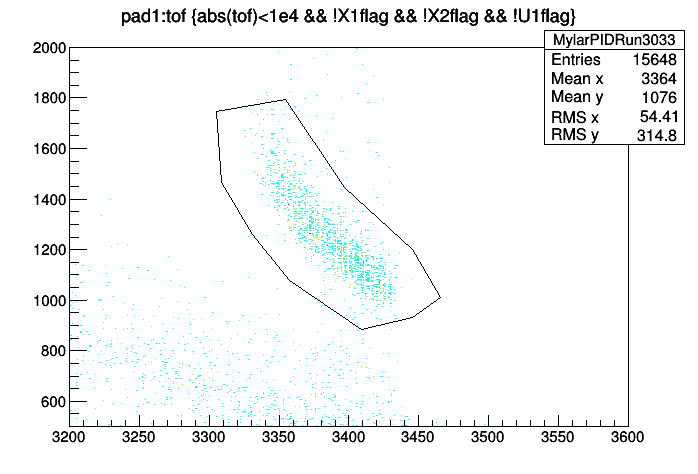 pad1:tof {abs(tof)<1e4 && !X1flag && !X2flag && !U1flag}
MylarPIDRun3033
Entries 15648
Mean x 3364
Mean y 1076
RMS x 54.41
RMS y 314.8
2000
1800
1600
1400
1200
1000
800
600
3200 3250 3300 3350 3400 3450 3500 3550 3600